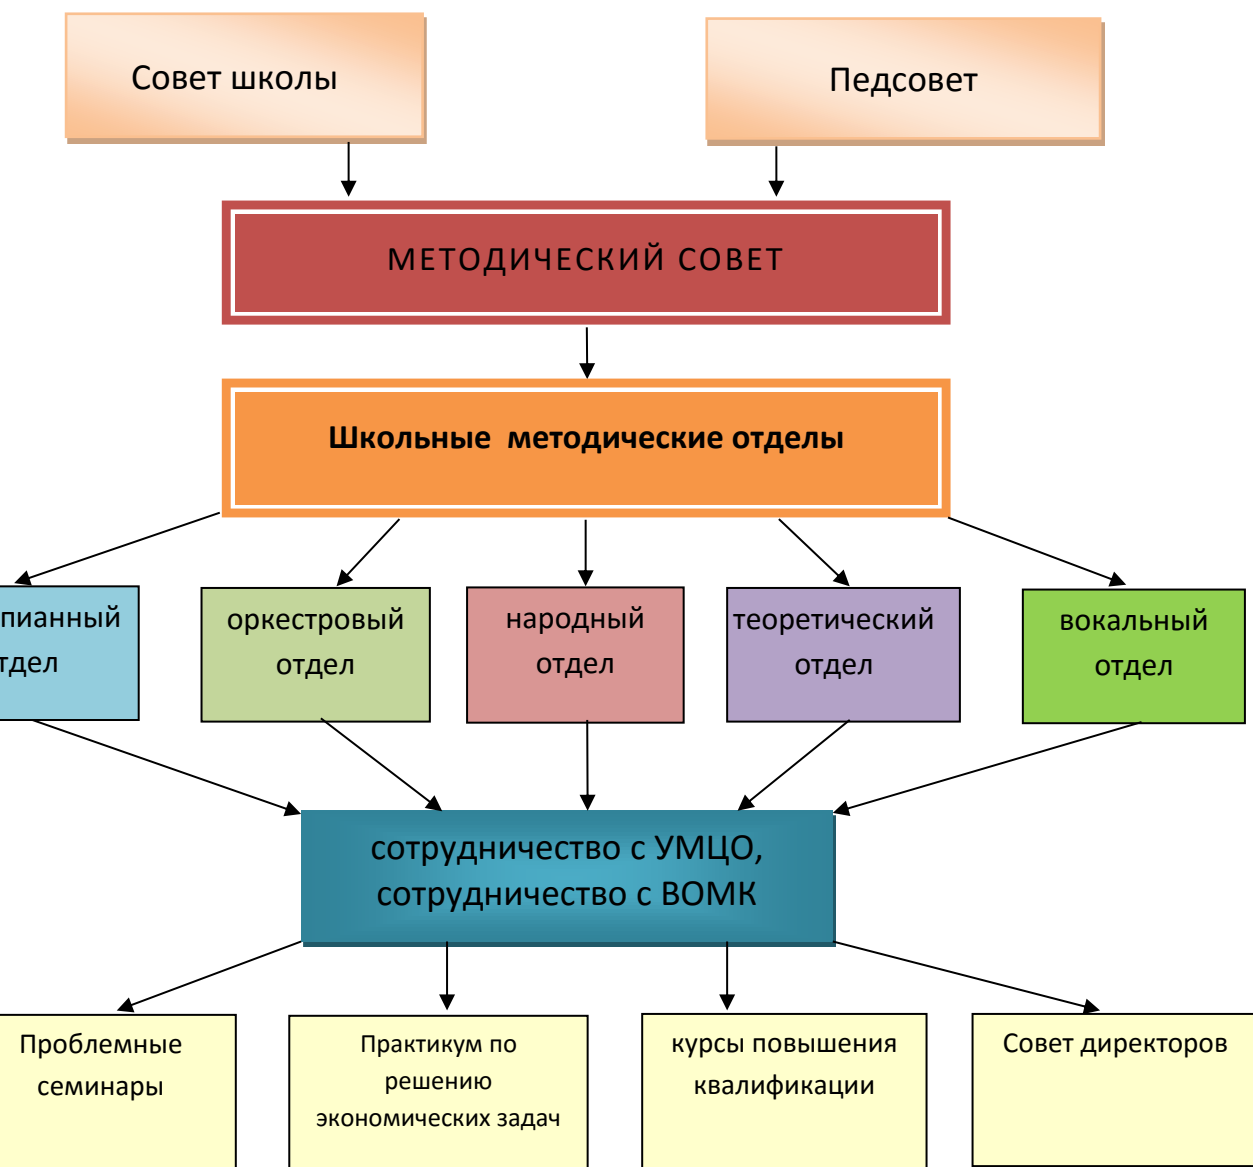 Совет школы
Педсовет
МЕТОДИЧЕСКИЙ СОВЕТ
Школьные методические отделы
пианный
тдел
оркестровый
отдел
народный
отдел
теоретический
отдел
вокальный
отдел
сотрудничество с УМЦО,
сотрудничество с ВОМК
Проблемные
семинары
Практикум по
решению
экономических задач
курсы повышения
квалификации
Совет директоров